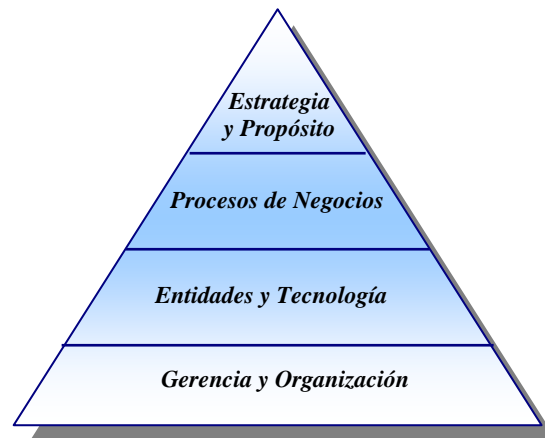 Estrategia
y Propósito
Procesos de Negocios
Entidades y Tecnología
Gerencia y Organización